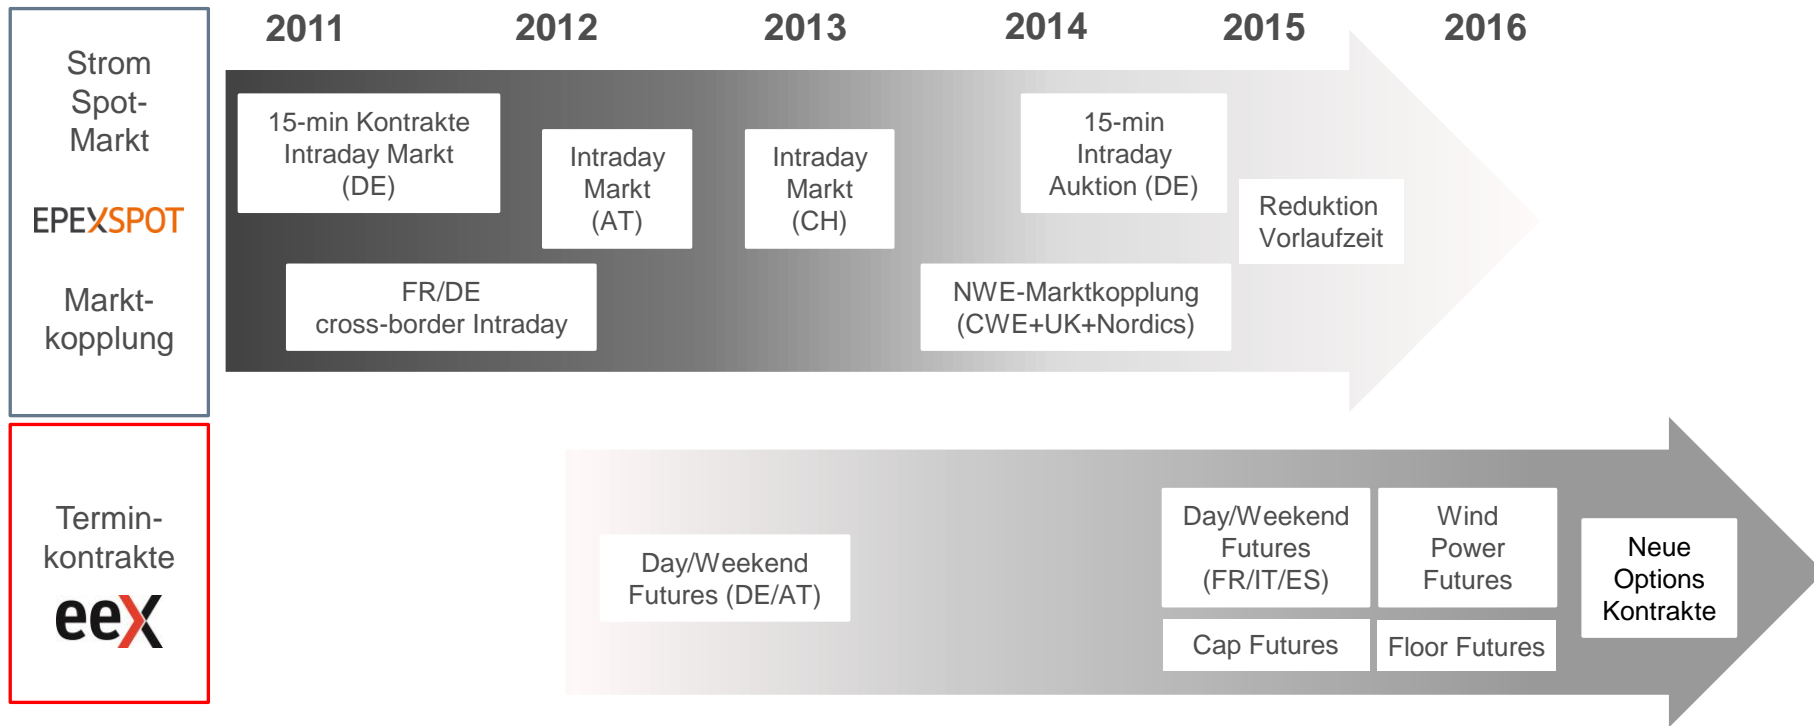 2011
2012
2013
2014
2015
2016
Strom
Spot-
Markt
EPEXSPOT
Markt-
kopplung
15-min Kontrakte
Intraday Markt
(DE)
Intraday
Markt
(AT)
Intraday
Markt
(CH)
15-min
Intraday
Auktion (DE)
Reduktion
Vorlaufzeit
FR/DE
cross-border Intraday
NWE-Marktkopplung
(CWE+UK+Nordics)
Termin-
kontrakte
eex
Day/Weekend
Futures (DE/AT)
Day/Weekend
Futures
(FR/IT/ES)
Cap Futures
Wind
Power
Futures
Floor Futures
Neue
Options
Kontrakte